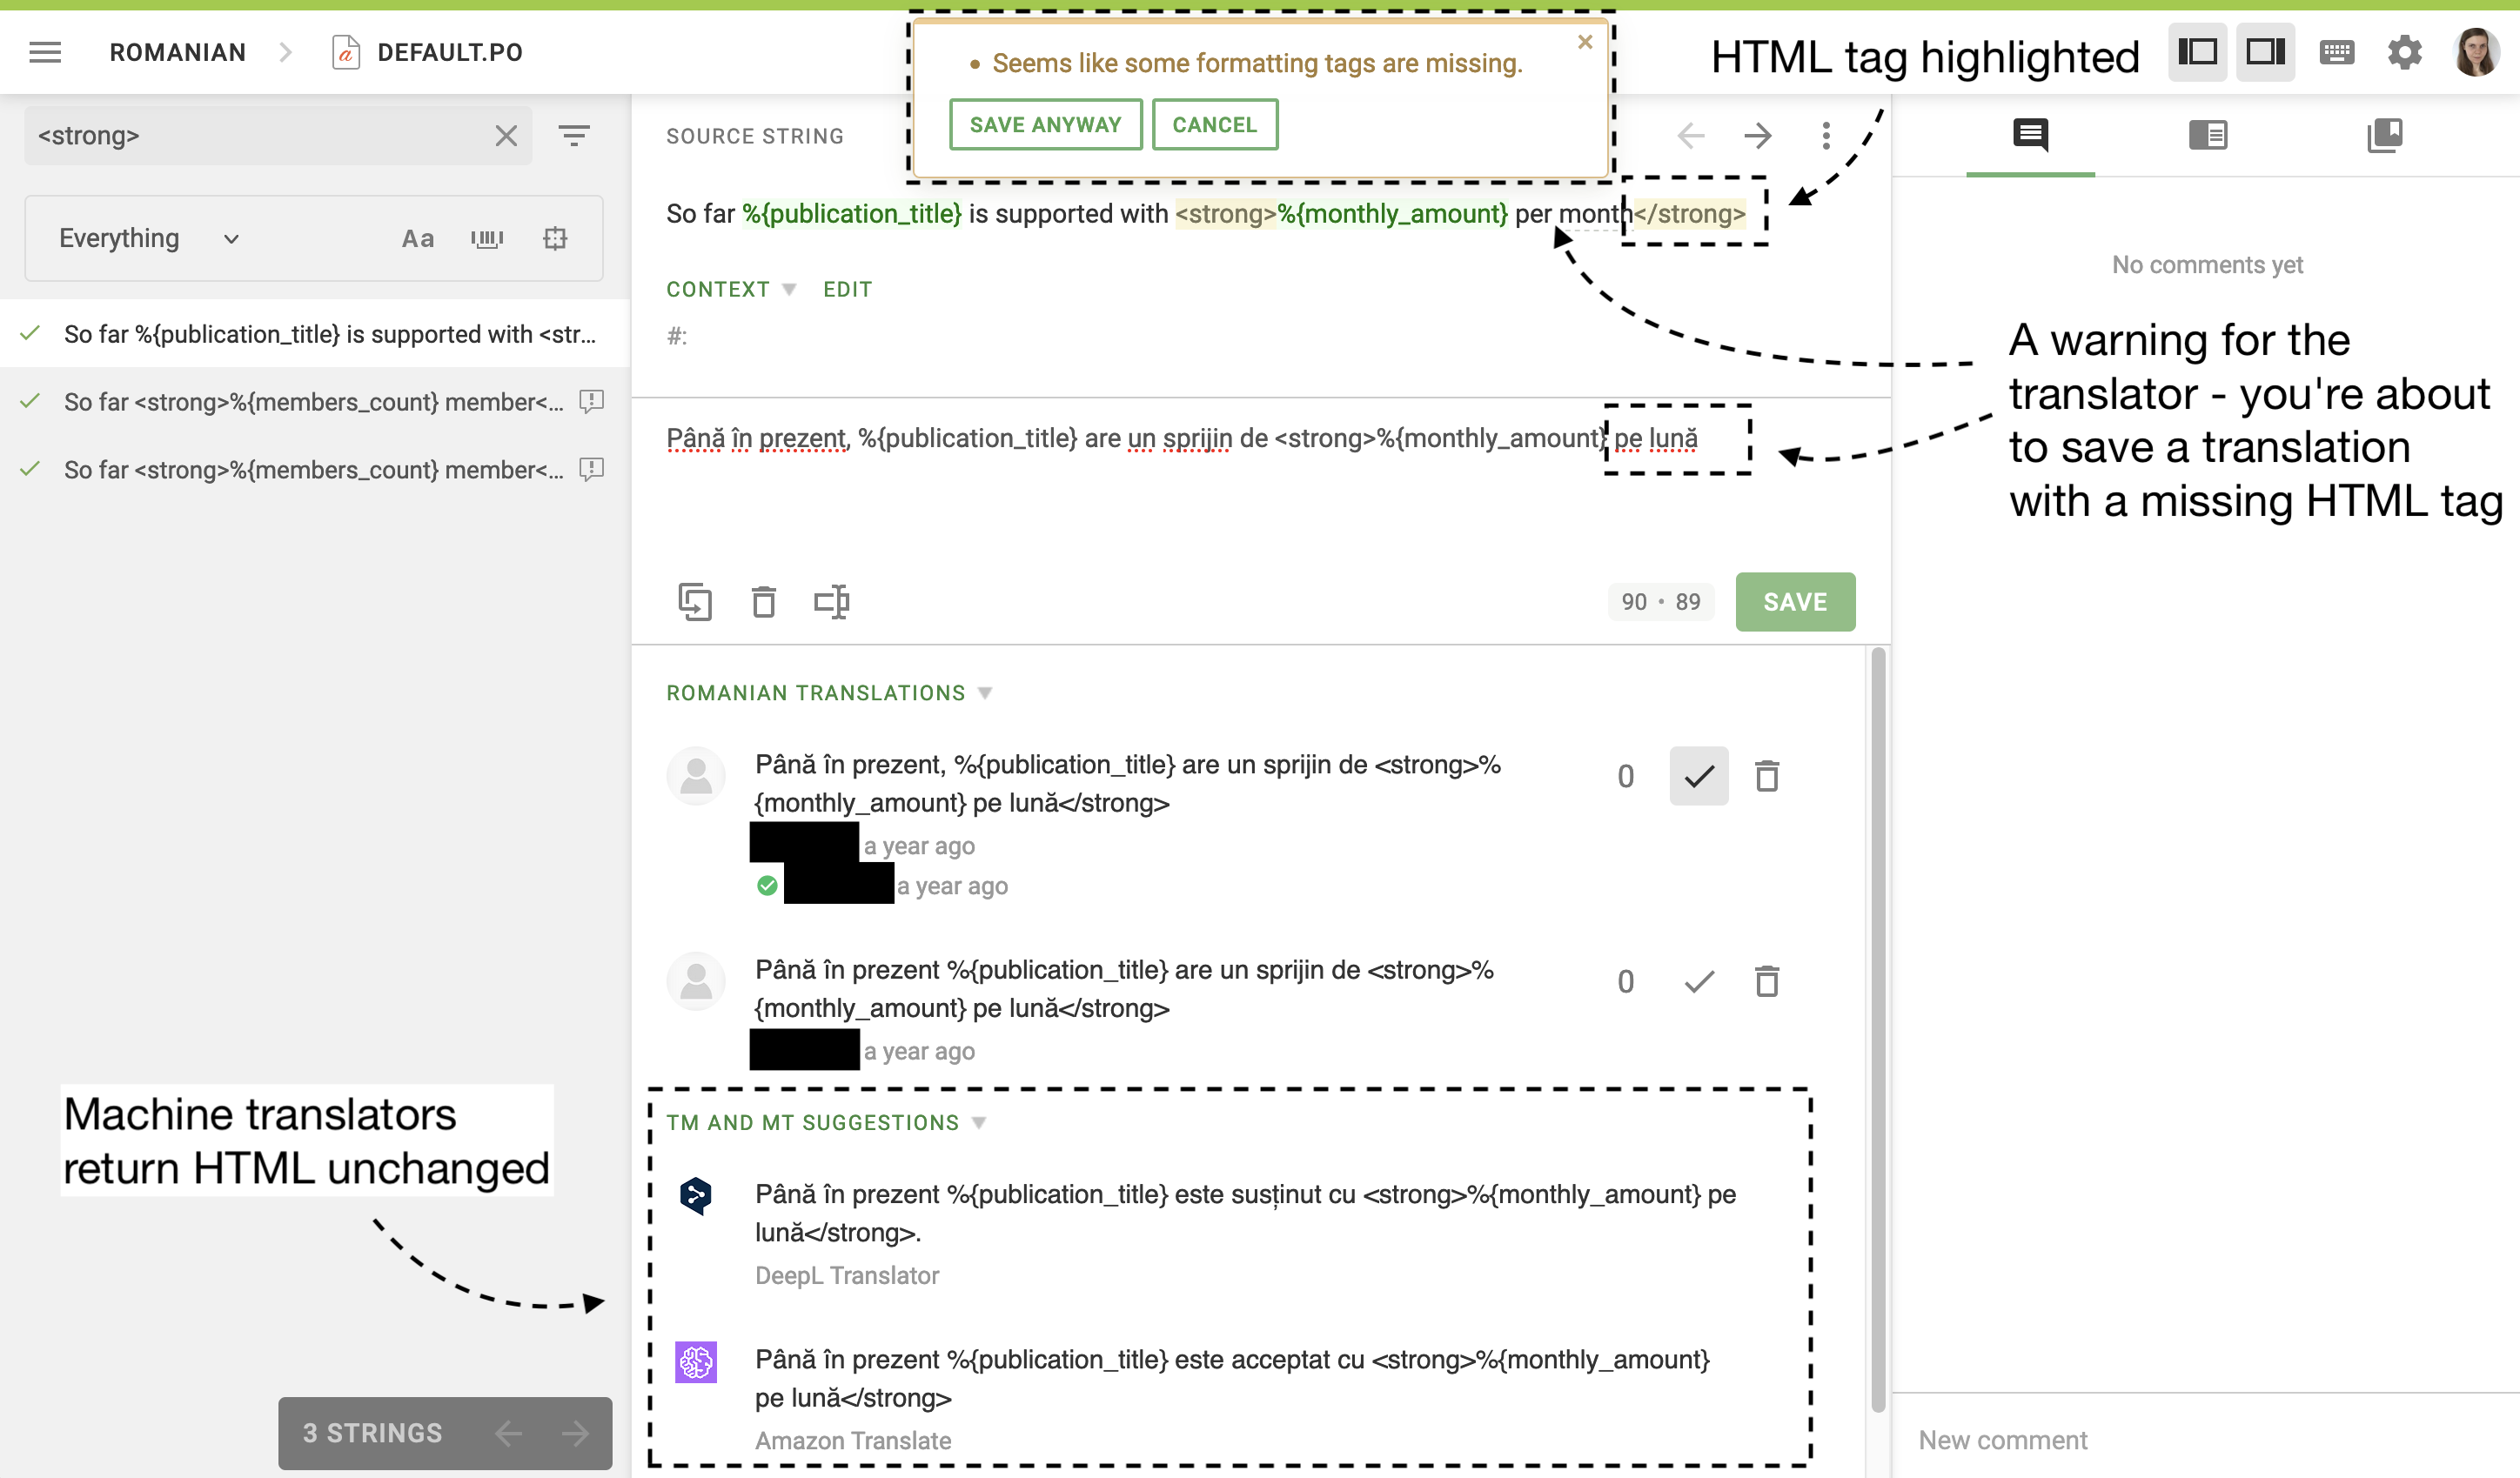 ROMANIAN
DEFAULT.PO
• Seems like some formatting tags are missing.
SAVE ANYWAY
CANCEL
HTML tag highlighted
<strong>
Everything
Aa
So far %{publication_title} is supported with <str...
So far <strong>%{members_count} member<...
So far <strong>%{members_count} member<...
SOURCE STRING
So far %{publication_title} is supported with <strong>%{monthly_amount} per month</strong>
CONTEXT
EDIT
#:
Până în prezent, %{publication_title} are un sprijin de <strong>%{monthly_amount} pe lună
90 • 89
SAVE
No comments yet
A warning for the
translator - you're about
to save a translation
with a missing HTML tag
ROMANIAN TRANSLATIONS
Până în prezent, %{publication_title} are un sprijin de <strong>%
{monthly_amount} pe lună</strong>
0
a year ago
a year ago
Până în prezent %{publication_title} are un sprijin de <strong>%
{monthly_amount} pe lună</strong>
0
a year ago
Machine translators
return HTML unchanged
TM AND MT SUGGESTIONS
Până în prezent %{publication_title} este susținut cu <strong>%{monthly_amount} pe
lună</strong>.
DeepL Translator
Până în prezent %{publication_title} este acceptat cu <strong>%{monthly_amount}
pe lună</strong>
Amazon Translate
3 STRINGS
New comment